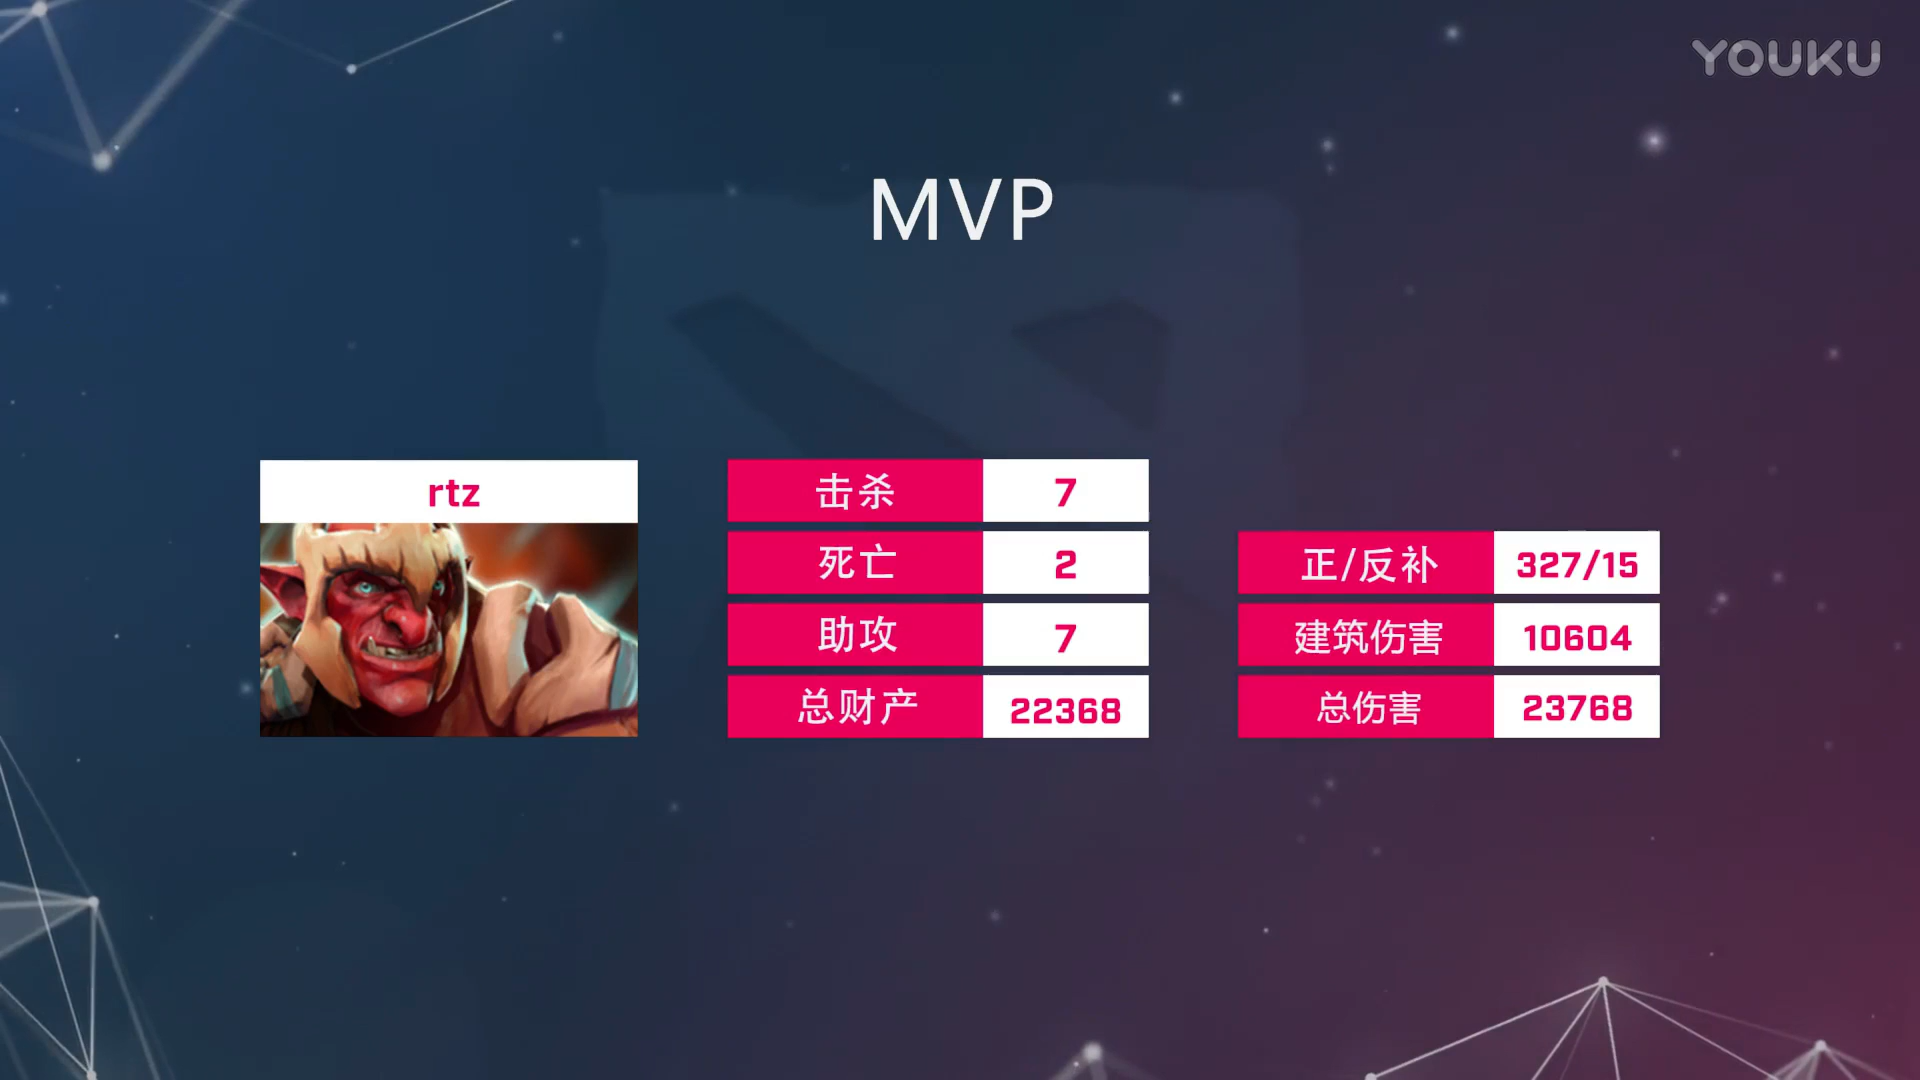 YOUKU
MVP
rtz
击杀 7
死亡 2
助攻 7
总财产 22368
正/反补 327/15
建筑伤害 10604
总伤害 23768